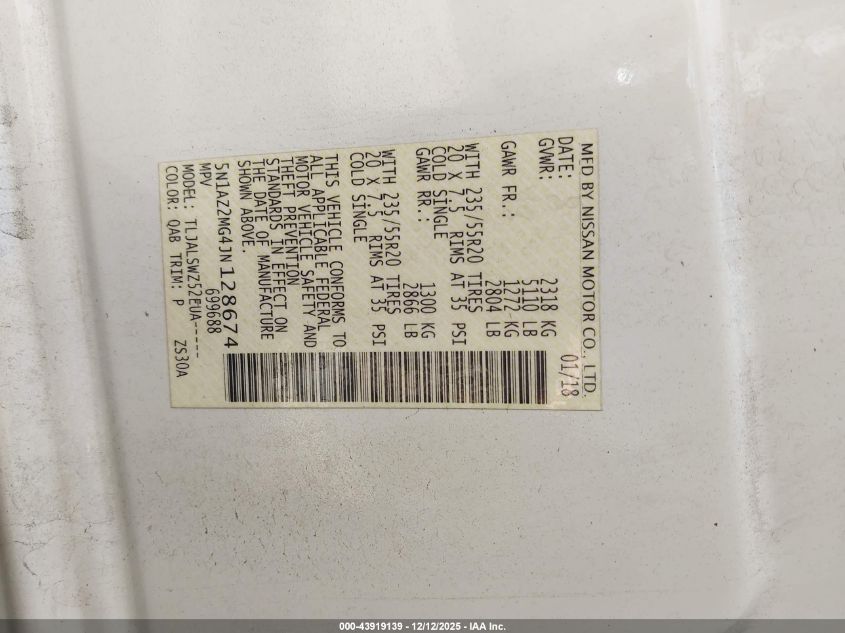 MFD BY NISSAN MOTOR CO., LTD.
DATE: 01/18
GVWR: 2318 KG
5110 LB
GAWR FR.: 1277 KG
2804 LB
WITH 235/55R20 TIRES
20 X 7.5 RIMS AT 35 PSI
COLD SINGLE
GAWR RR.: 1300 KG
2866 LB
WITH 235/55R20 TIRES
20 X 7.5 RIMS AT 35 PSI
COLD SINGLE
THIS VEHICLE CONFORMS TO
ALL APPLICABLE FEDERAL
MOTOR VEHICLE SAFETY AND
THEFT PREVENTION
STANDARDS IN EFFECT ON
THE DATE OF MANUFACTURE
SHOWN ABOVE.
5N1AZ2MG4JN128674
MPV 699688
MODEL: TLJALSWZ52EUA-----
COLOR: QAB TRIM: P ZS30A
000-43919139 - 12/12/2025 - IAA Inc.